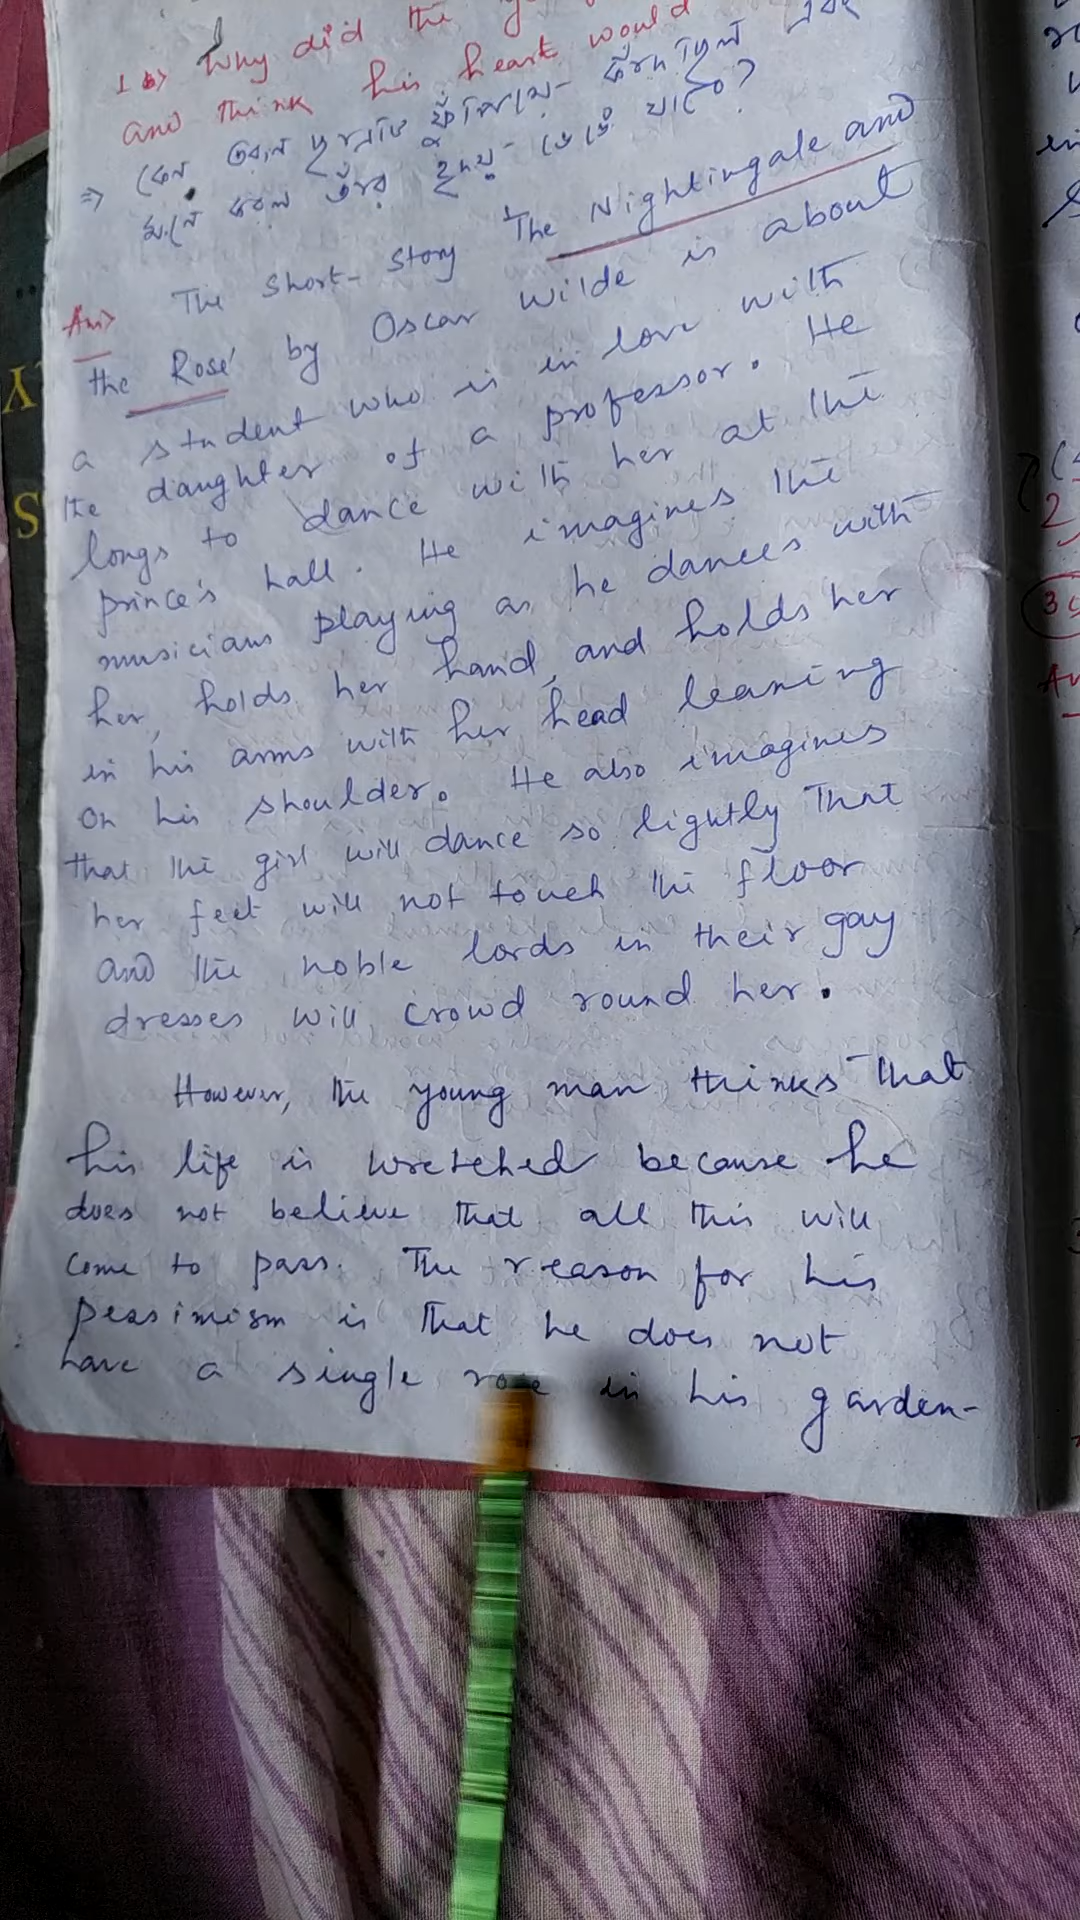 1 b) Why did the
and think his heart would
⇒ কেন তরুণ যুবকটি ফুঁপিয়ে
মনে করল তাঁর হৃদয় ভেঙে যাবে?
Ans> The short-story 'The Nightingale and
the Rose' by Oscar Wilde is about
a student who is in love with
the daughter of a professor. He
longs to dance with her at the
prince's hall. He imagines the
musicians playing as he dances with
her, holds her hand, and holds her
in his arms with her head leaning
on his shoulder. He also imagines
that the girl will dance so lightly that
her feet will not touch the floor
and the noble lords in their gay
dresses will crowd round her.
However, the young man thinks that
his life is wretched because he
does not believe that all this will
come to pass. The reason for his
pessimism is that he does not
have a single rose in his garden-